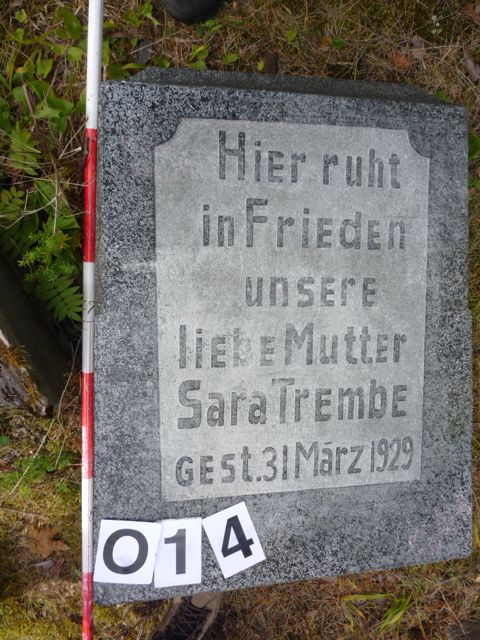 Hier ruht
in Frieden
unsere
liebe Mutter
Sara Trembe
GEST. 31 März 1929
014